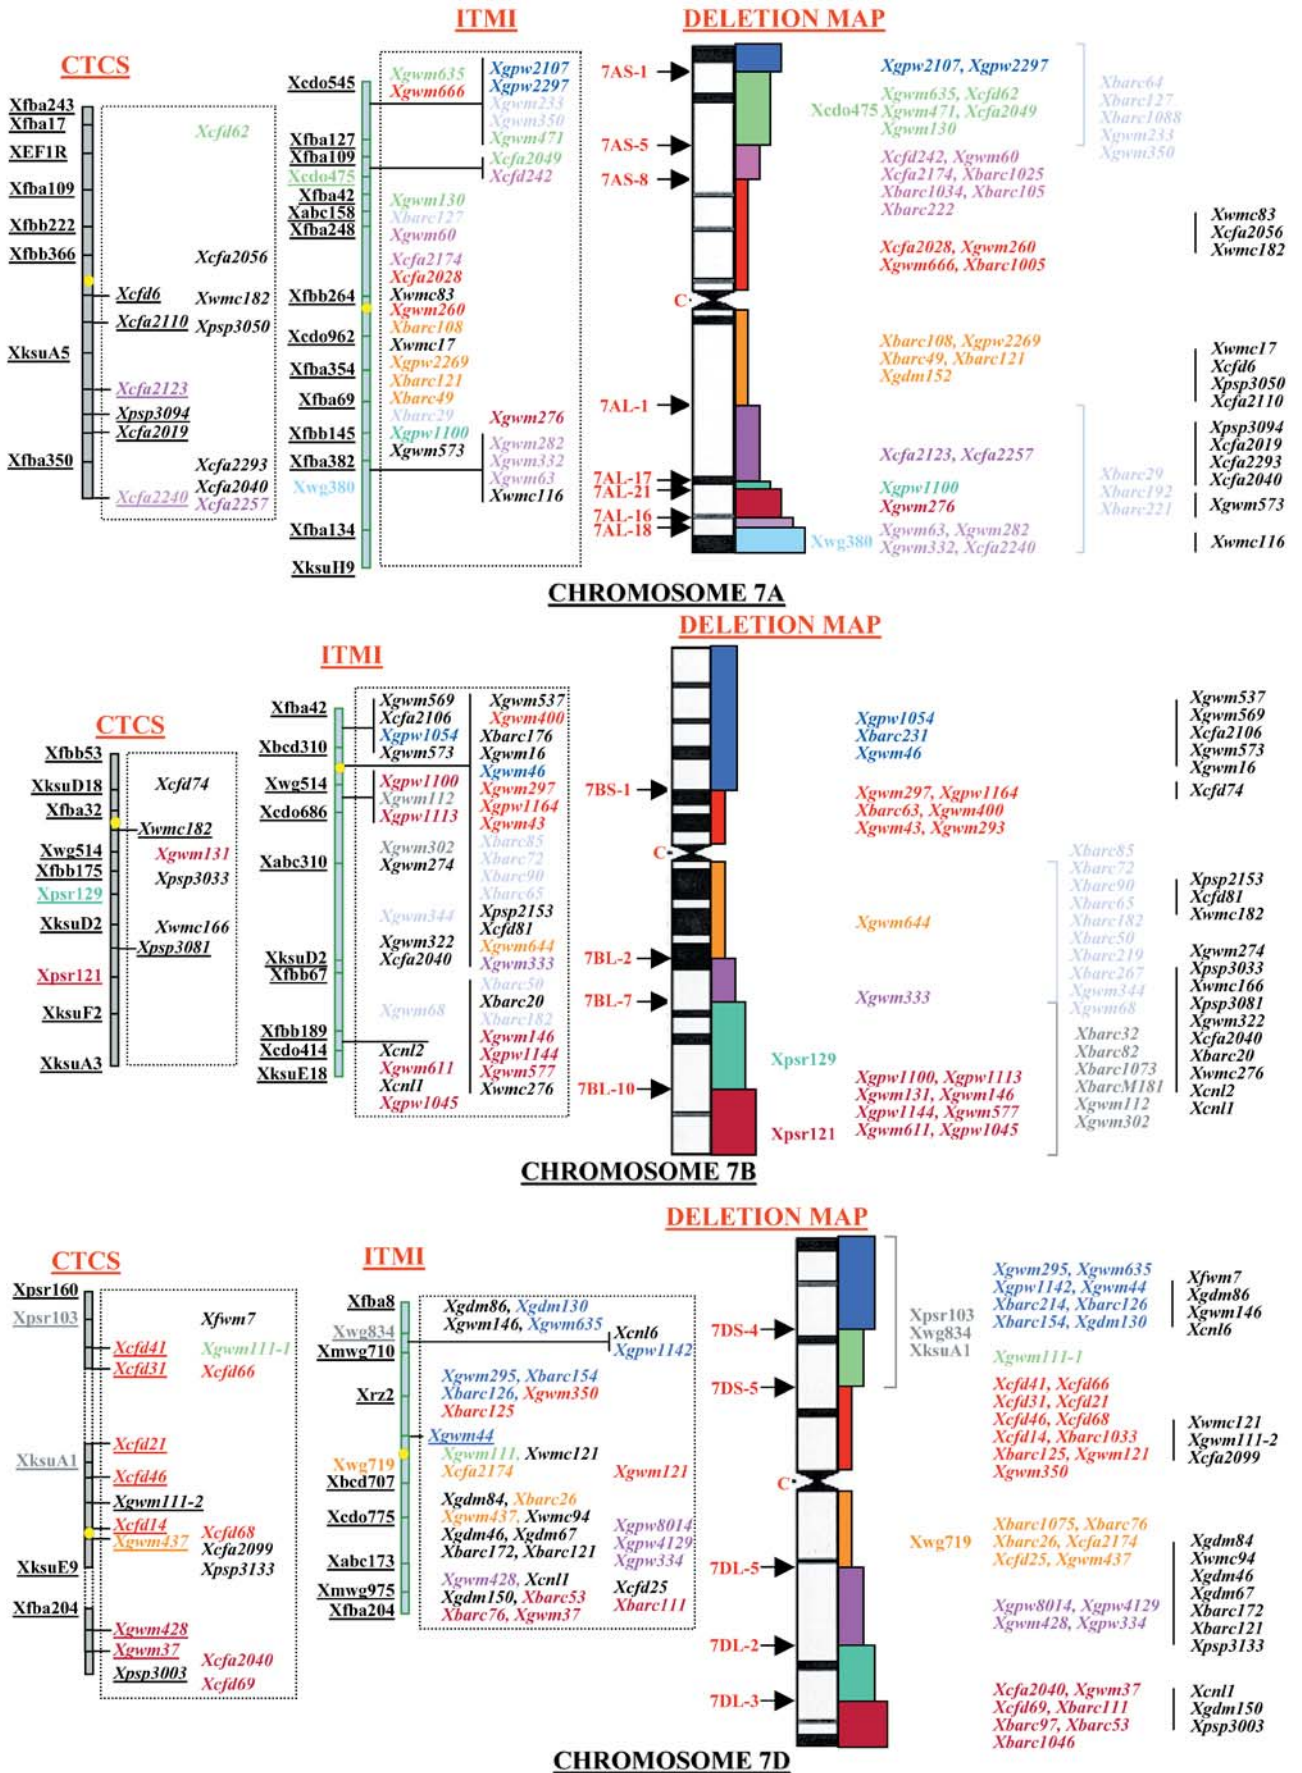 ITMI
DELETION MAP
CTCS
Xfba243
Xfba17
XEF1R
Xfba109
Xfbb222
Xfbb366
XksuA5
Xfba350
Xcfd6
Xcfa2110
Xcfa2123
Xpsp3094
Xcfa2019
Xcfa2240
Xcfd62
Xcfa2056
Xwmc182
Xpsp3050
Xcfa2293
Xcfa2040
Xcfa2257
Xcdo545
Xfba127
Xfba109
Xcdo475
Xfba42
Xabc158
Xfba248
Xfbb264
Xcdo962
Xfba354
Xfba69
Xfbb145
Xfba382
Xwg380
Xfba134
XksuH9
Xgwm635
Xgwm666
Xgpw2107
Xgpw2297
Xgwm233
Xgwm350
Xgwm471
Xcfa2049
Xcfd242
Xgwm130
Xbarc127
Xgwm60
Xcfa2174
Xcfa2028
Xwmc83
Xgwm260
Xbarc108
Xwmc17
Xgpw2269
Xbarc121
Xbarc49
Xbarc29
Xgpw1100
Xgwm573
Xgwm276
Xgwm282
Xgwm332
Xgwm63
Xwmc116
7AS-1
7AS-5
7AS-8
C
7AL-1
7AL-17
7AL-21
7AL-16
7AL-18
Xcdo475
Xwg380
Xgpw2107, Xgpw2297
Xgwm635, Xcfd62
Xgwm471, Xcfa2049
Xgwm130
Xcfd242, Xgwm60
Xcfa2174, Xbarc1025
Xbarc1034, Xbarc105
Xbarc222
Xcfa2028, Xgwm260
Xgwm666, Xbarc1005
Xbarc108, Xgpw2269
Xbarc49, Xbarc121
Xgdm152
Xcfa2123, Xcfa2257
Xgpw1100
Xgwm276
Xgwm63, Xgwm282
Xgwm332, Xcfa2240
Xbarc64
Xbarc127
Xbarc1088
Xgwm233
Xgwm350
Xbarc29
Xbarc192
Xbarc221
Xwmc83
Xcfa2056
Xwmc182
Xwmc17
Xcfd6
Xpsp3050
Xcfa2110
Xpsp3094
Xcfa2019
Xcfa2293
Xcfa2040
Xgwm573
Xwmc116
CHROMOSOME 7A
DELETION MAP
ITMI
CTCS
Xfbb53
XksuD18
Xfba32
Xwg514
Xfbb175
Xpsr129
XksuD2
Xpsr121
XksuF2
XksuA3
Xcfd74
Xwmc182
Xgwm131
Xpsp3033
Xwmc166
Xpsp3081
Xfba42
Xbcd310
Xwg514
Xcdo686
Xabc310
XksuD2
Xfbb67
Xfbb189
Xcdo414
XksuE18
Xgwm569
Xcfa2106
Xgpw1054
Xgwm573
Xgpw1100
Xgwm112
Xgpw1113
Xgwm302
Xgwm274
Xgwm344
Xgwm322
Xcfa2040
Xgwm68
Xcnl2
Xgwm611
Xcnl1
Xgpw1045
Xgwm537
Xgwm400
Xbarc176
Xgwm16
Xgwm46
Xgwm297
Xgpw1164
Xgwm43
Xbarc85
Xbarc72
Xbarc90
Xbarc65
Xpsp2153
Xcfd81
Xgwm644
Xgwm333
Xbarc50
Xbarc20
Xbarc182
Xgwm146
Xgpw1144
Xgwm577
Xwmc276
7BS-1
C
7BL-2
7BL-7
7BL-10
Xpsr129
Xpsr121
Xgpw1054
Xbarc231
Xgwm46
Xgwm297, Xgpw1164
Xbarc63, Xgwm400
Xgwm43, Xgwm293
Xgwm644
Xgwm333
Xgpw1100, Xgpw1113
Xgwm131, Xgwm146
Xgpw1144, Xgwm577
Xgwm611, Xgpw1045
Xbarc85
Xbarc72
Xbarc90
Xbarc65
Xbarc182
Xbarc50
Xbarc219
Xbarc267
Xgwm344
Xgwm68
Xbarc32
Xbarc82
Xbarc1073
XbarcM181
Xgwm112
Xgwm302
Xgwm537
Xgwm569
Xcfa2106
Xgwm573
Xgwm16
Xcfd74
Xpsp2153
Xcfd81
Xwmc182
Xgwm274
Xpsp3033
Xwmc166
Xpsp3081
Xgwm322
Xcfa2040
Xbarc20
Xwmc276
Xcnl2
Xcnl1
CHROMOSOME 7B
DELETION MAP
CTCS
ITMI
Xpsr160
Xpsr103
XksuA1
XksuE9
Xfba204
Xcfd41
Xcfd31
Xcfd21
Xcfd46
Xgwm111-2
Xcfd14
Xgwm437
Xgwm428
Xgwm37
Xpsp3003
Xfwm7
Xgwm111-1
Xcfd66
Xcfd68
Xcfa2099
Xpsp3133
Xcfa2040
Xcfd69
Xfba8
Xwg834
Xmwg710
Xrz2
Xwg719
Xbcd707
Xcdo775
Xabc173
Xmwg975
Xfba204
Xgdm86, Xgdm130
Xgwm146, Xgwm635
Xcnl6
Xgpw1142
Xgwm295, Xbarc154
Xbarc126, Xgwm350
Xbarc125
Xgwm44
Xgwm111, Xwmc121
Xcfa2174
Xgwm121
Xgdm84, Xbarc26
Xgwm437, Xwmc94
Xgdm46, Xgdm67
Xbarc172, Xbarc121
Xgpw8014
Xgpw4129
Xgpw334
Xgwm428, Xcnl1
Xgdm150, Xbarc53
Xbarc76, Xgwm37
Xcfd25
Xbarc111
7DS-4
7DS-5
C
7DL-5
7DL-2
7DL-3
Xpsr103
Xwg834
XksuA1
Xwg719
Xgwm295, Xgwm635
Xgpw1142, Xgwm44
Xbarc214, Xbarc126
Xbarc154, Xgdm130
Xgwm111-1
Xcfd41, Xcfd66
Xcfd31, Xcfd21
Xcfd46, Xcfd68
Xcfd14, Xbarc1033
Xbarc125, Xgwm121
Xgwm350
Xbarc1075, Xbarc76
Xbarc26, Xcfa2174
Xcfd25, Xgwm437
Xgpw8014, Xgpw4129
Xgwm428, Xgpw334
Xcfa2040, Xgwm37
Xcfd69, Xbarc111
Xbarc97, Xbarc53
Xbarc1046
Xfwm7
Xgdm86
Xgwm146
Xcnl6
Xwmc121
Xgwm111-2
Xcfa2099
Xgdm84
Xwmc94
Xgdm46
Xgdm67
Xbarc172
Xbarc121
Xpsp3133
Xcnl1
Xgdm150
Xpsp3003
CHROMOSOME 7D